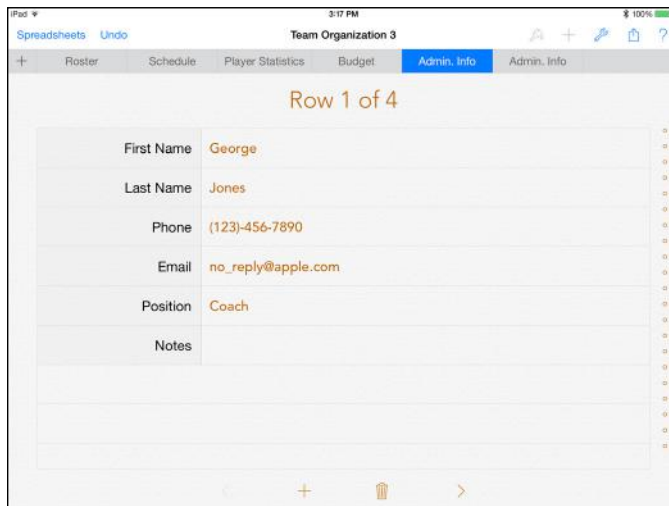 iPad 3:17 PM 100%
Spreadsheets Undo Team Organization 3 ?
+ Roster Schedule Player Statistics Budget Admin. Info Admin. Info
Row 1 of 4
First Name George
Last Name Jones
Phone (123)-456-7890
Email no_reply@apple.com
Position Coach
Notes